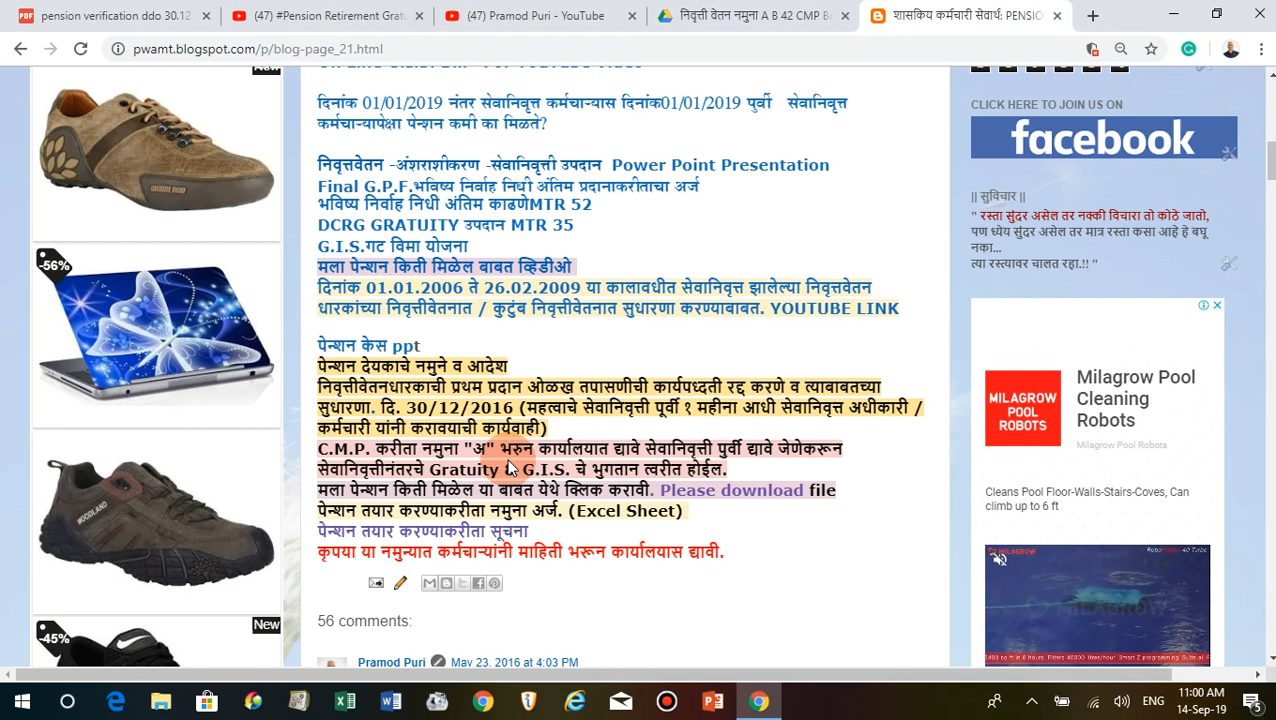 pension verification ddo 30.12.
(47) #Pension Retirement Gratu
(47) Pramod Puri - YouTube
निवृत्ती वेतन नमुना A B 42 CMP Bo
शासकिय कर्मचारी सेवार्थ: PENSION
pwamt.blogspot.com/p/blog-page_21.html
New
दिनांक 01/01/2019 नंतर सेवानिवृत्त कर्मचाऱ्यास दिनांक01/01/2019 पुर्वी सेवानिवृत्त
कर्मचाऱ्यापेक्षा पेन्शन कमी का मिळते?
निवृत्तवेतन -अंशराशीकरण -सेवानिवृत्ती उपदान Power Point Presentation
Final G.P.F.भविष्य निर्वाह निधी अंतिम प्रदानाकरीताचा अर्ज
भविष्य निर्वाह निधी अंतिम काढणेMTR 52
DCRG GRATUITY उपदान MTR 35
G.I.S.गट विमा योजना
मला पेन्शन किती मिळेल बाबत व्हिडीओ
दिनांक 01.01.2006 ते 26.02.2009 या कालावधीत सेवानिवृत्त झालेल्या निवृत्तवेतन
धारकांच्या निवृत्तीवेतनात / कुटुंब निवृत्तीवेतनात सुधारणा करण्याबाबत. YOUTUBE LINK
पेन्शन केस ppt
पेन्शन देयकाचे नमुने व आदेश
निवृत्तीवेतनधारकाची प्रथम प्रदान ओळख तपासणीची कार्यपध्दती रद्द करणे व त्याबाबतच्या
सुधारणा. दि. 30/12/2016 (महत्वाचे सेवानिवृत्ती पूर्वी १ महीना आधी सेवानिवृत्त अधीकारी /
कर्मचारी यांनी करावयाची कार्यवाही)
C.M.P. करीता नमुना "अ" भरुन कार्यालयात द्यावे सेवानिवृत्ती पुर्वी द्यावे जेणेकरून
सेवानिवृत्तीनंतरचे Gratuity & G.I.S. चे भुगतान त्वरीत होईल.
मला पेन्शन किती मिळेल या बाबत येथे क्लिक करावी. Please download file
पेन्शन तयार करण्याकरीता नमुना अर्ज. (Excel Sheet)
पेन्शन तयार करण्याकरीता सूचना
कृपया या नमुन्यात कर्मचाऱ्यांनी माहिती भरून कार्यालयास द्यावी.
56 comments:
Pramod Puri May 23, 2016 at 4:03 PM
-56%
WOODLAND
New
-45%
CLICK HERE TO JOIN US ON
facebook
|| सुविचार ||
" रस्ता सुंदर असेल तर नक्की विचारा तो कोठे जातो,
पण ध्येय सुंदर असेल तर मात्र रस्ता कसा आहे हे बघू
नका...
त्या रस्त्यावर चालत रहा.!! "
MILAGROW
POOL
ROBOTS
Milagrow Pool
Cleaning
Robots
Milagrow Pool Robots
Cleans Pool Floor-Walls-Stairs-Coves, Can
climb up to 6 ft
MILAGROW
ENG
11:00 AM
14-Sep-19
5